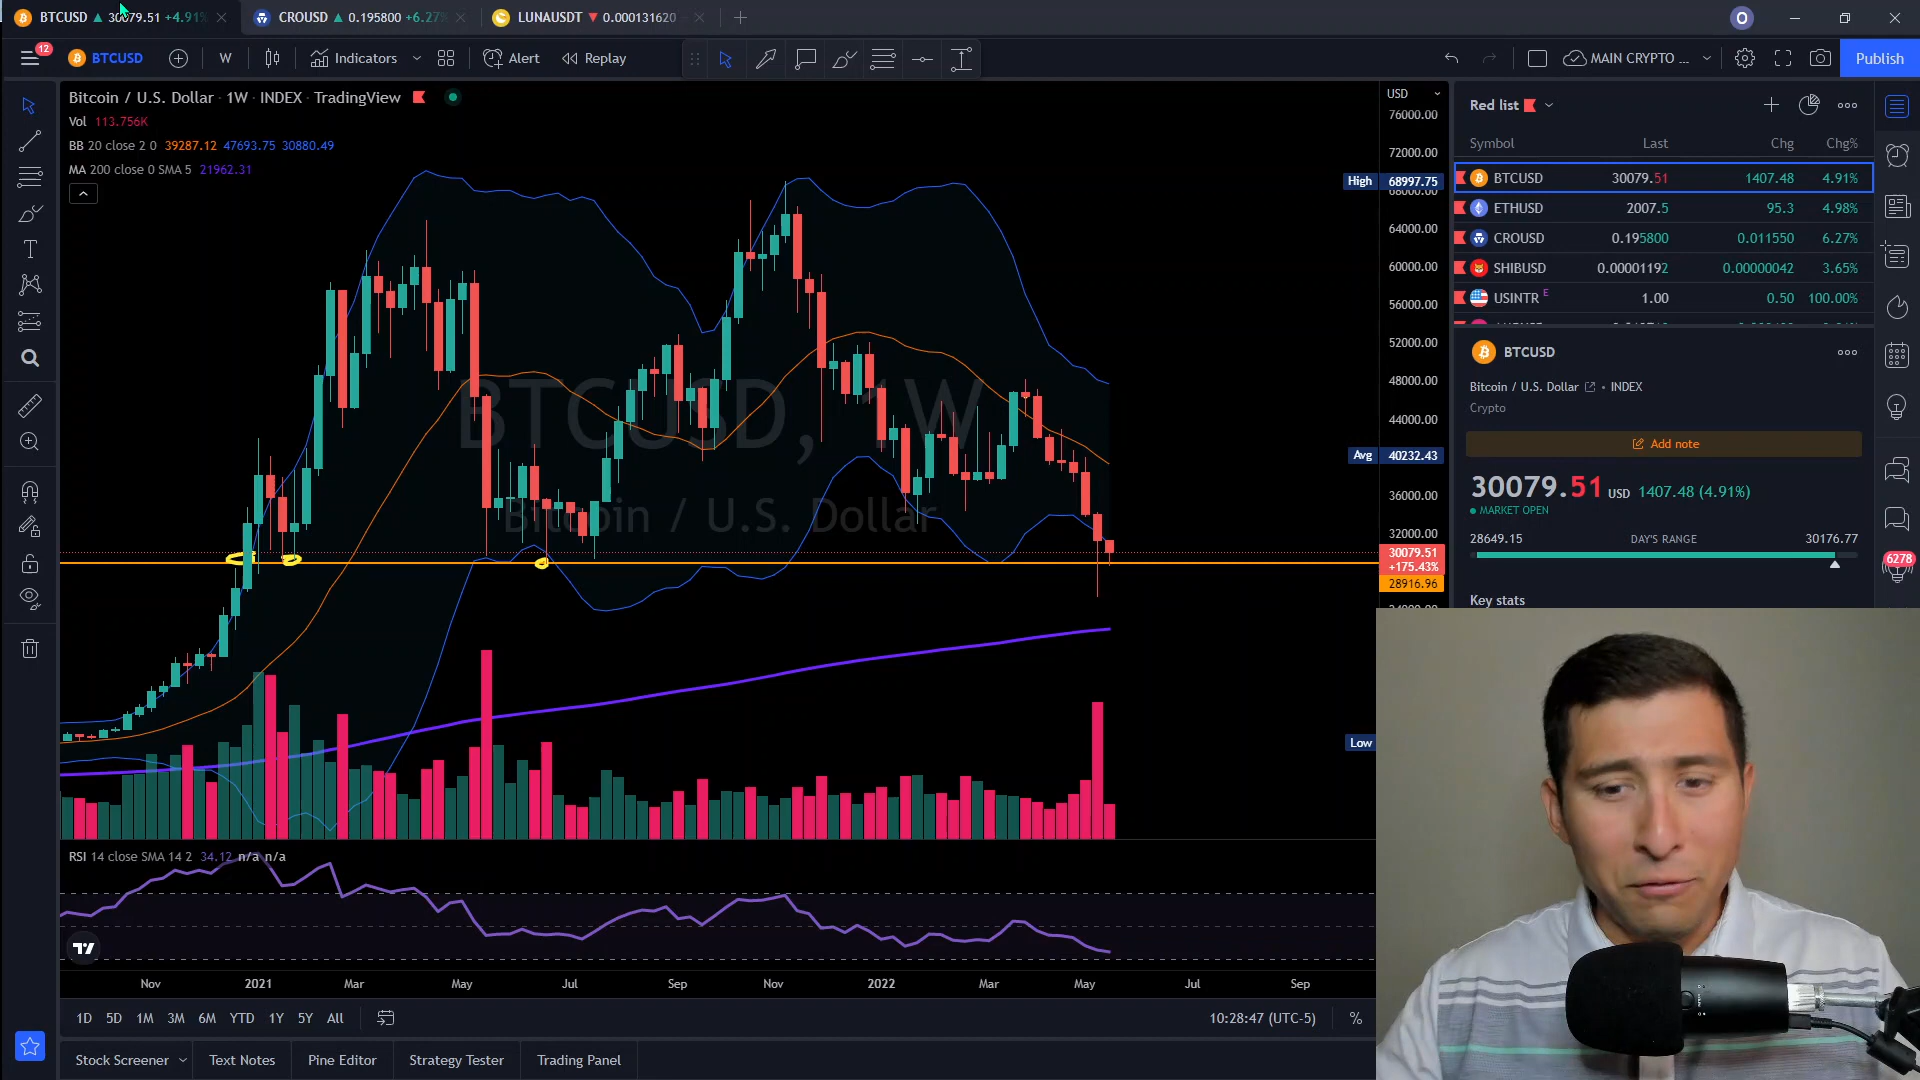 BTCUSD ▲ 30079.51 +4.91%
CROUSD ▲ 0.195800 +6.27%
LUNAUSDT ▼ 0.000131620
O
12
BTCUSD
W
Indicators
Alert
Replay
MAIN CRYPTO ...
Publish
Bitcoin / U.S. Dollar · 1W · INDEX · TradingView
Vol 113.756K
BB 20 close 2 0 39287.12 47693.75 30880.49
MA 200 close 0 SMA 5 21962.31
BTCUSD, 1W
Bitcoin / U.S. Dollar
USD
76000.00
72000.00
High 68997.75
64000.00
60000.00
56000.00
52000.00
48000.00
44000.00
Avg 40232.43
36000.00
32000.00
30079.51
+175.43%
28916.96
Low
RSI 14 close SMA 14 2 34.12 n/a n/a
Nov 2021 Mar May Jul Sep Nov 2022 Mar May Jul Sep
1D 5D 1M 3M 6M YTD 1Y 5Y All
10:28:47 (UTC-5) %
Stock Screener Text Notes Pine Editor Strategy Tester Trading Panel
Red list
Symbol Last Chg Chg%
BTCUSD 30079.51 1407.48 4.91%
ETHUSD 2007.5 95.3 4.98%
CROUSD 0.195800 0.011550 6.27%
SHIBUSD 0.00001192 0.00000042 3.65%
USINTR E 1.00 0.50 100.00%
BTCUSD
Bitcoin / U.S. Dollar • INDEX
Crypto
Add note
30079.51 USD 1407.48 (4.91%)
MARKET OPEN
28649.15 DAY'S RANGE 30176.77
Key stats
6278